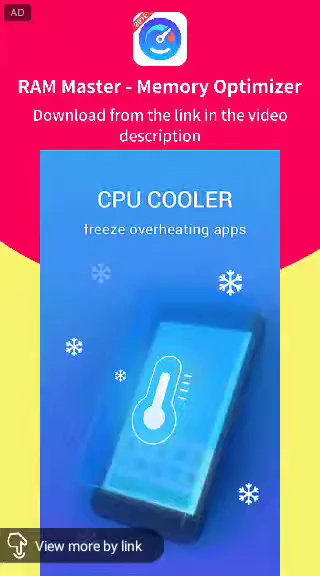 AD
RAM Master - Memory Optimizer
Download from the link in the video
description
CPU COOLER
freeze overheating apps
View more by link